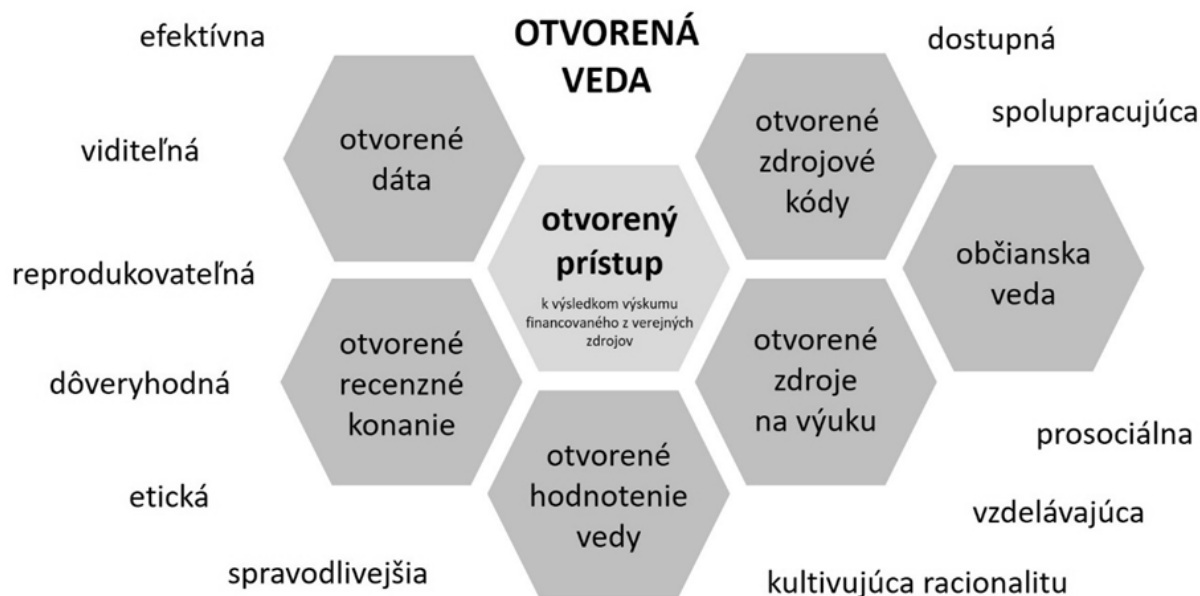 OTVORENÁ
VEDA
efektívna
viditeľná
reprodukovateľná
dôveryhodná
etická
spravodlivejšia
otvorené
dáta
otvorené
recenzné
konanie
otvorený
prístup
k výsledkom výskumu
financovaného z verejných
zdrojov
otvorené
hodnotenie
vedy
otvorené
zdrojové
kódy
otvorené
zdroje
na výuku
občianska
veda
dostupná
spolupracujúca
prosociálna
vzdelávajúca
kultivujúca racionalitu